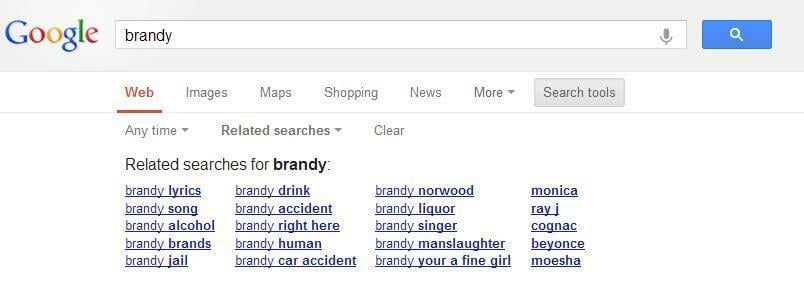 Google brandy
Web Images Maps Shopping News More Search tools
Any time Related searches Clear
Related searches for brandy:
brandy lyrics brandy drink brandy norwood monica
brandy song brandy accident brandy liquor ray j
brandy alcohol brandy right here brandy singer cognac
brandy brands brandy human brandy manslaughter beyonce
brandy jail brandy car accident brandy your a fine girl moesha